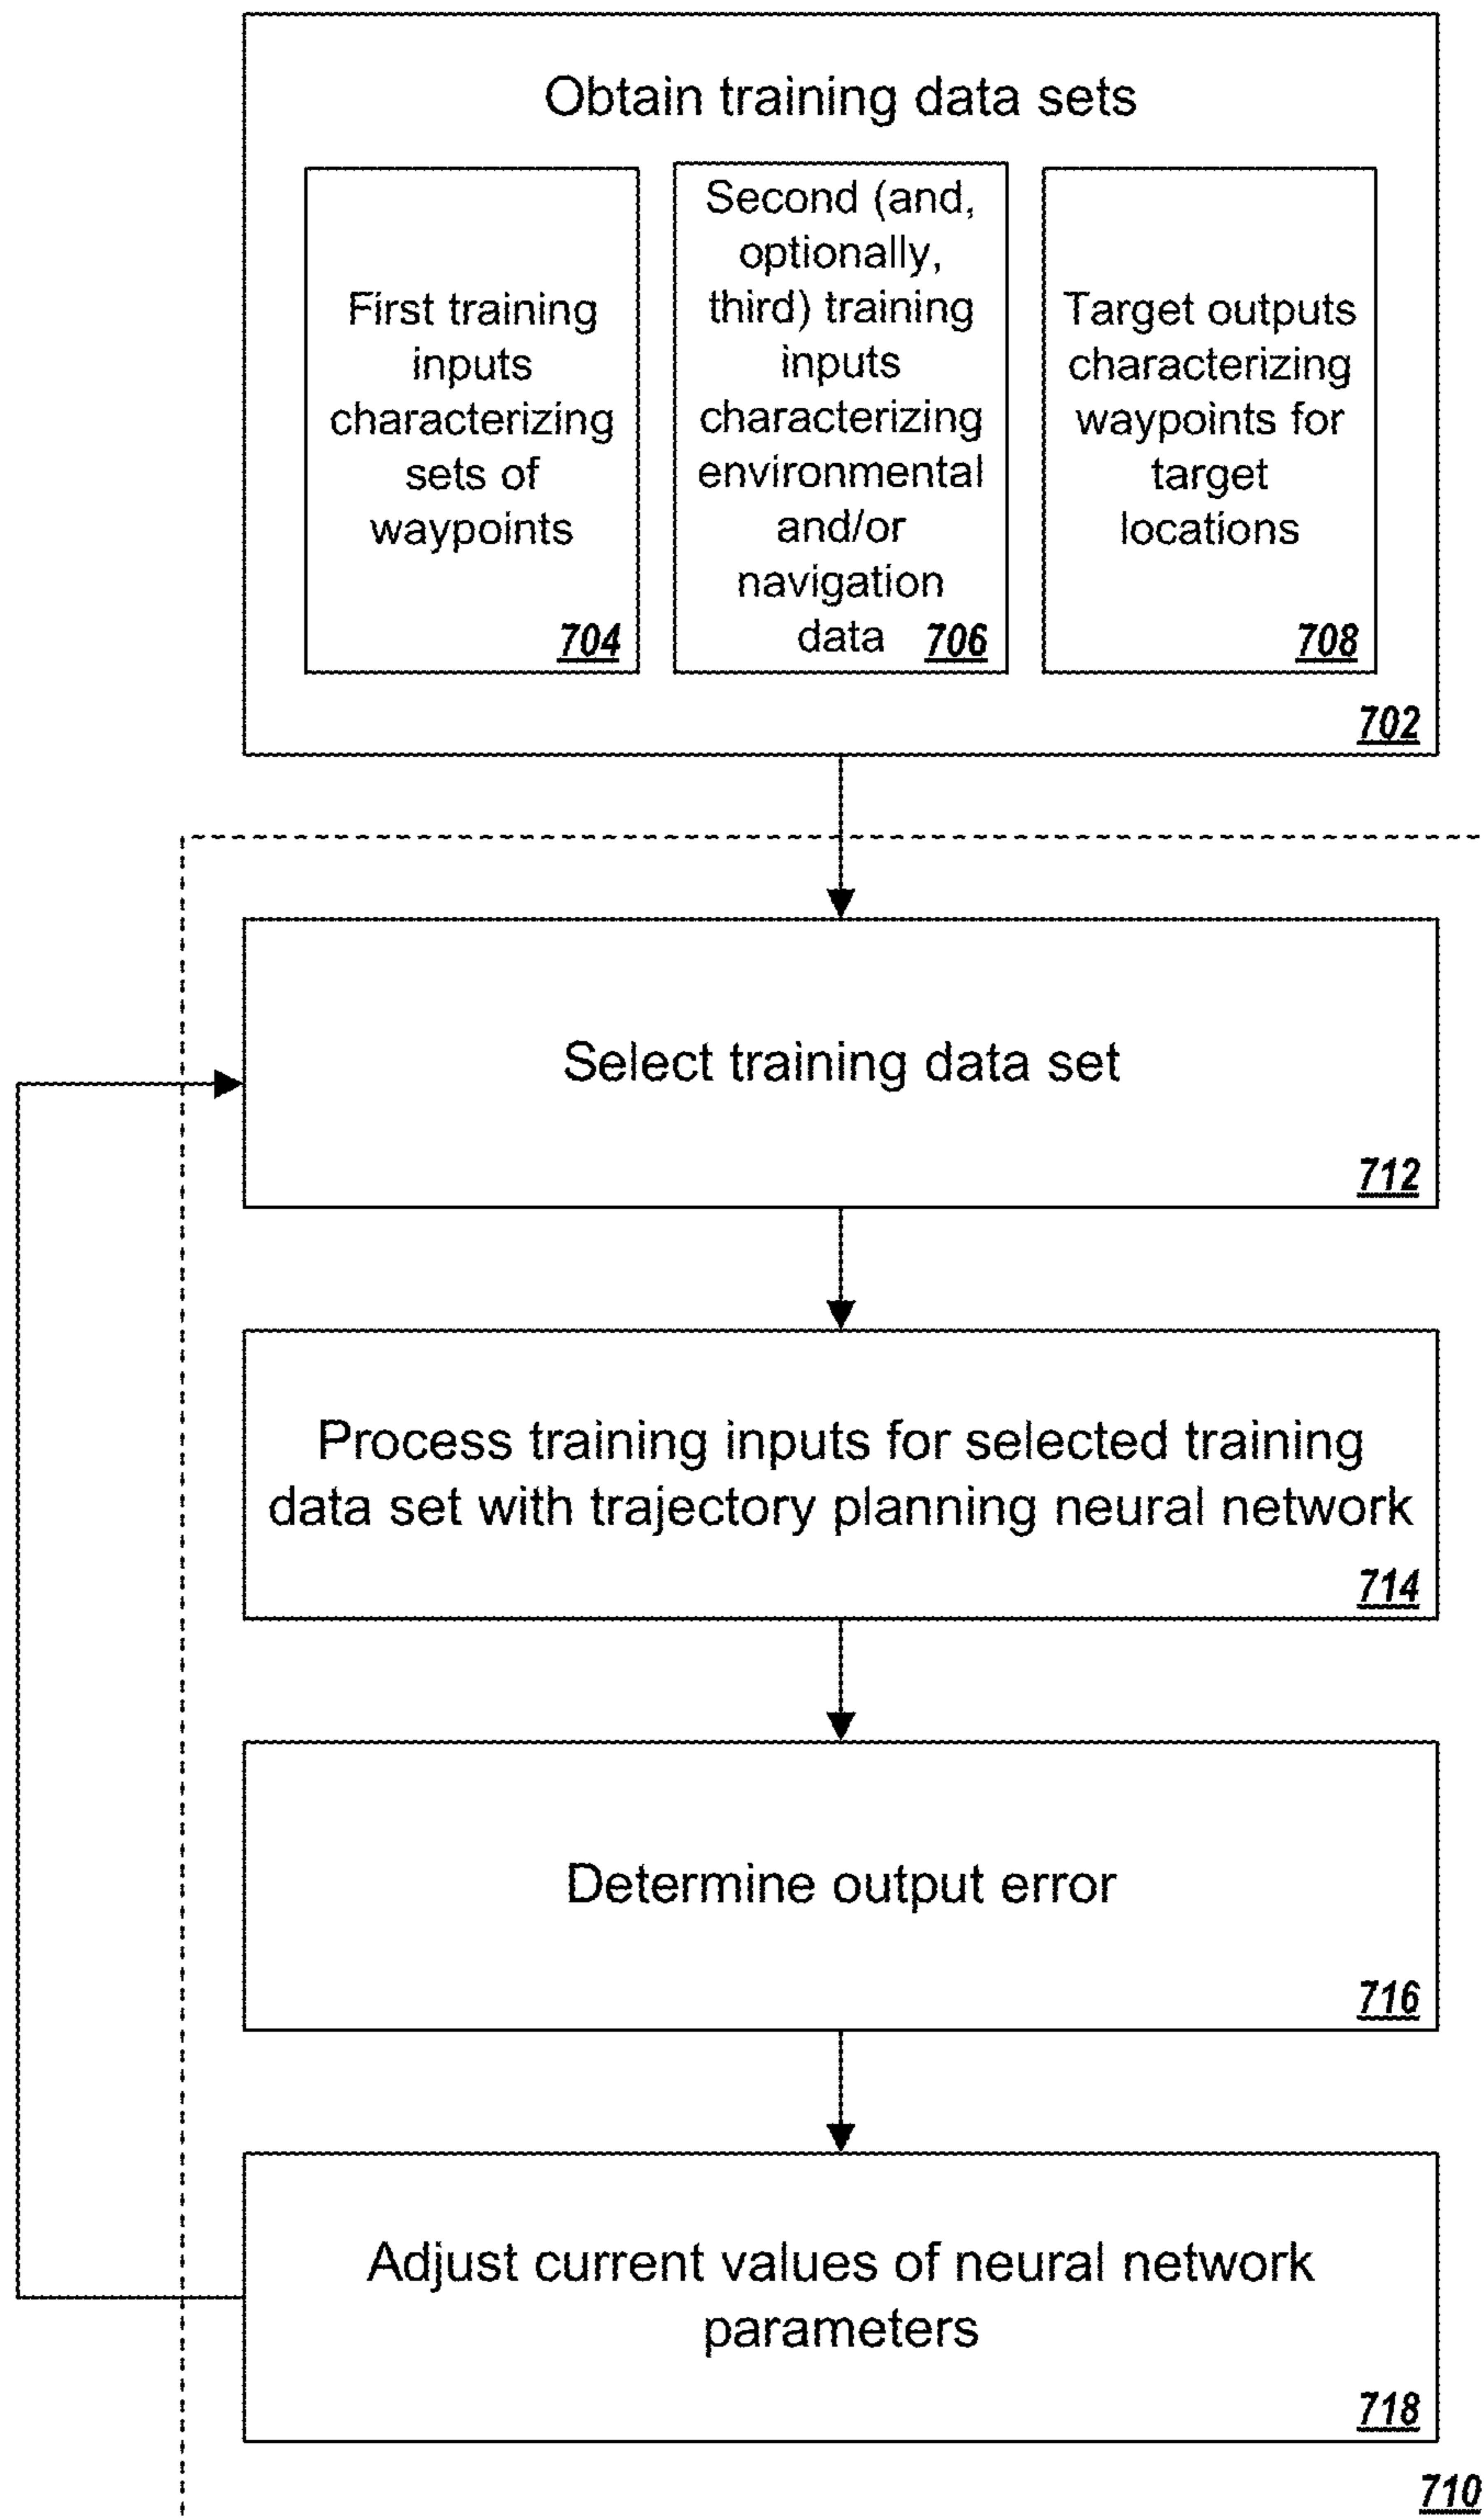 Obtain training data sets
First training
inputs
characterizing
sets of
waypoints
704
Second (and,
optionally,
third) training
inputs
characterizing
environmental
and/or
navigation
data 706
Target outputs
characterizing
waypoints for
target
locations
708
702
Select training data set
712
Process training inputs for selected training
data set with trajectory planning neural network
714
Determine output error
716
Adjust current values of neural network
parameters
718
710